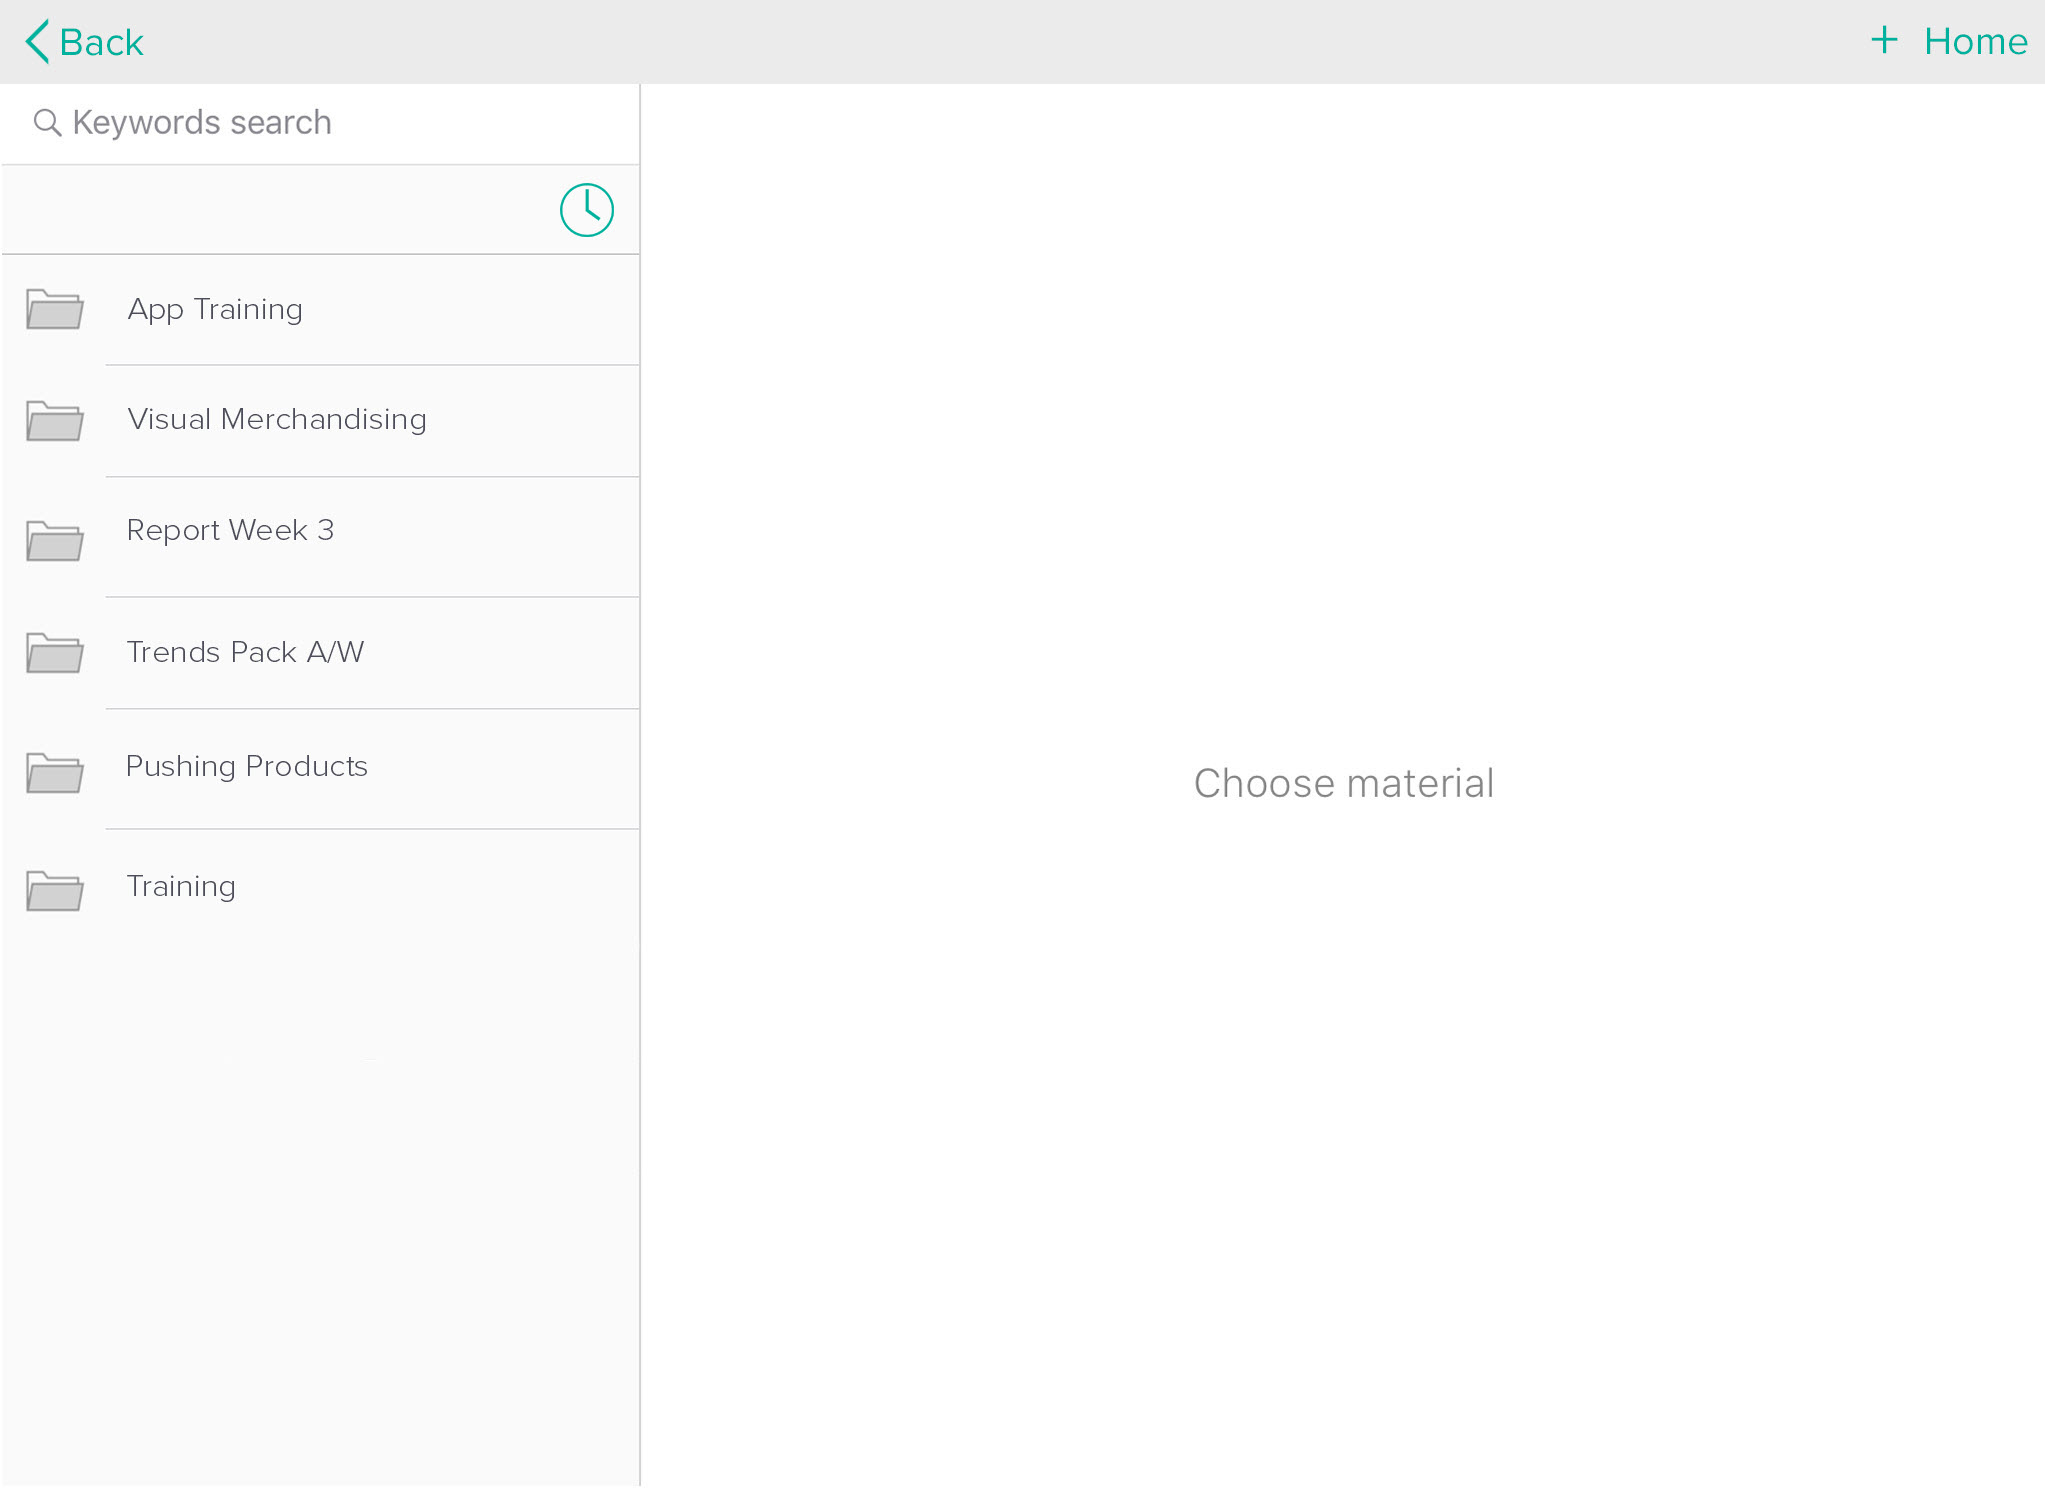 Back
+ Home
Keywords search
App Training
Visual Merchandising
Report Week 3
Trends Pack A/W
Pushing Products
Training
Choose material